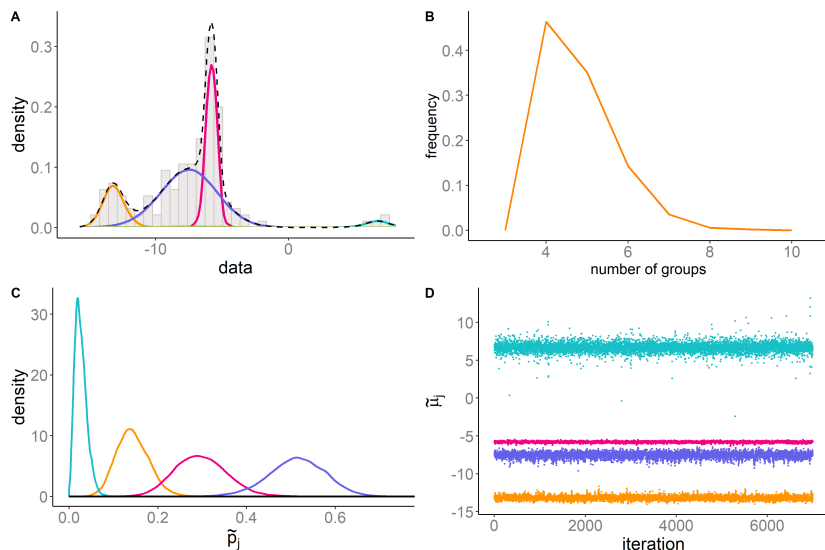 A
density
0.3
0.2
0.1
0.0
-10
0
data
B
frequency
0.4
0.3
0.2
0.1
0.0
4
6
8
10
number of groups
C
density
30
20
10
0
0.0
0.2
0.4
0.6
p̃j
D
μ̃j
10
5
0
-5
-10
-15
0
2000
4000
6000
iteration